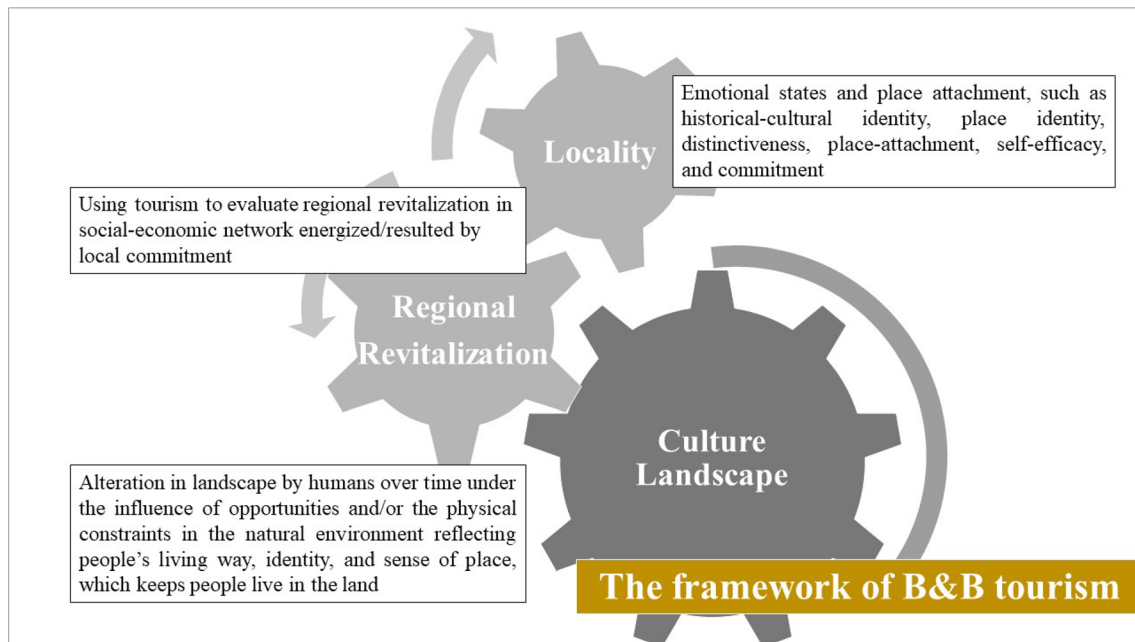 Locality
Emotional states and place attachment, such as
historical-cultural identity, place identity,
distinctiveness, place-attachment, self-efficacy,
and commitment
Using tourism to evaluate regional revitalization in
social-economic network energized/resulted by
local commitment
Regional
Revitalization
Culture
Landscape
Alteration in landscape by humans over time under
the influence of opportunities and/or the physical
constraints in the natural environment reflecting
people's living way, identity, and sense of place,
which keeps people live in the land
The framework of B&B tourism